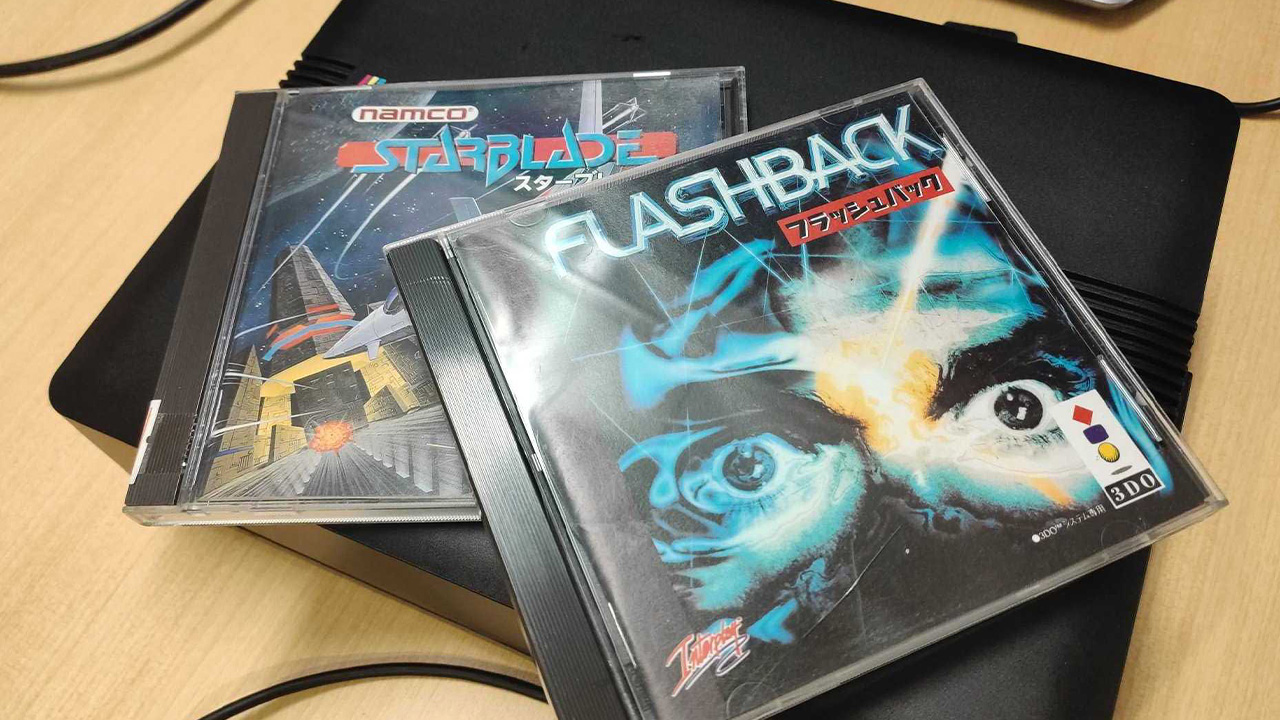 namco
STARBLADE
スターブレ
FLASHBACK
フラッシュバック
3DO
●3DO™システム専用
Interplay